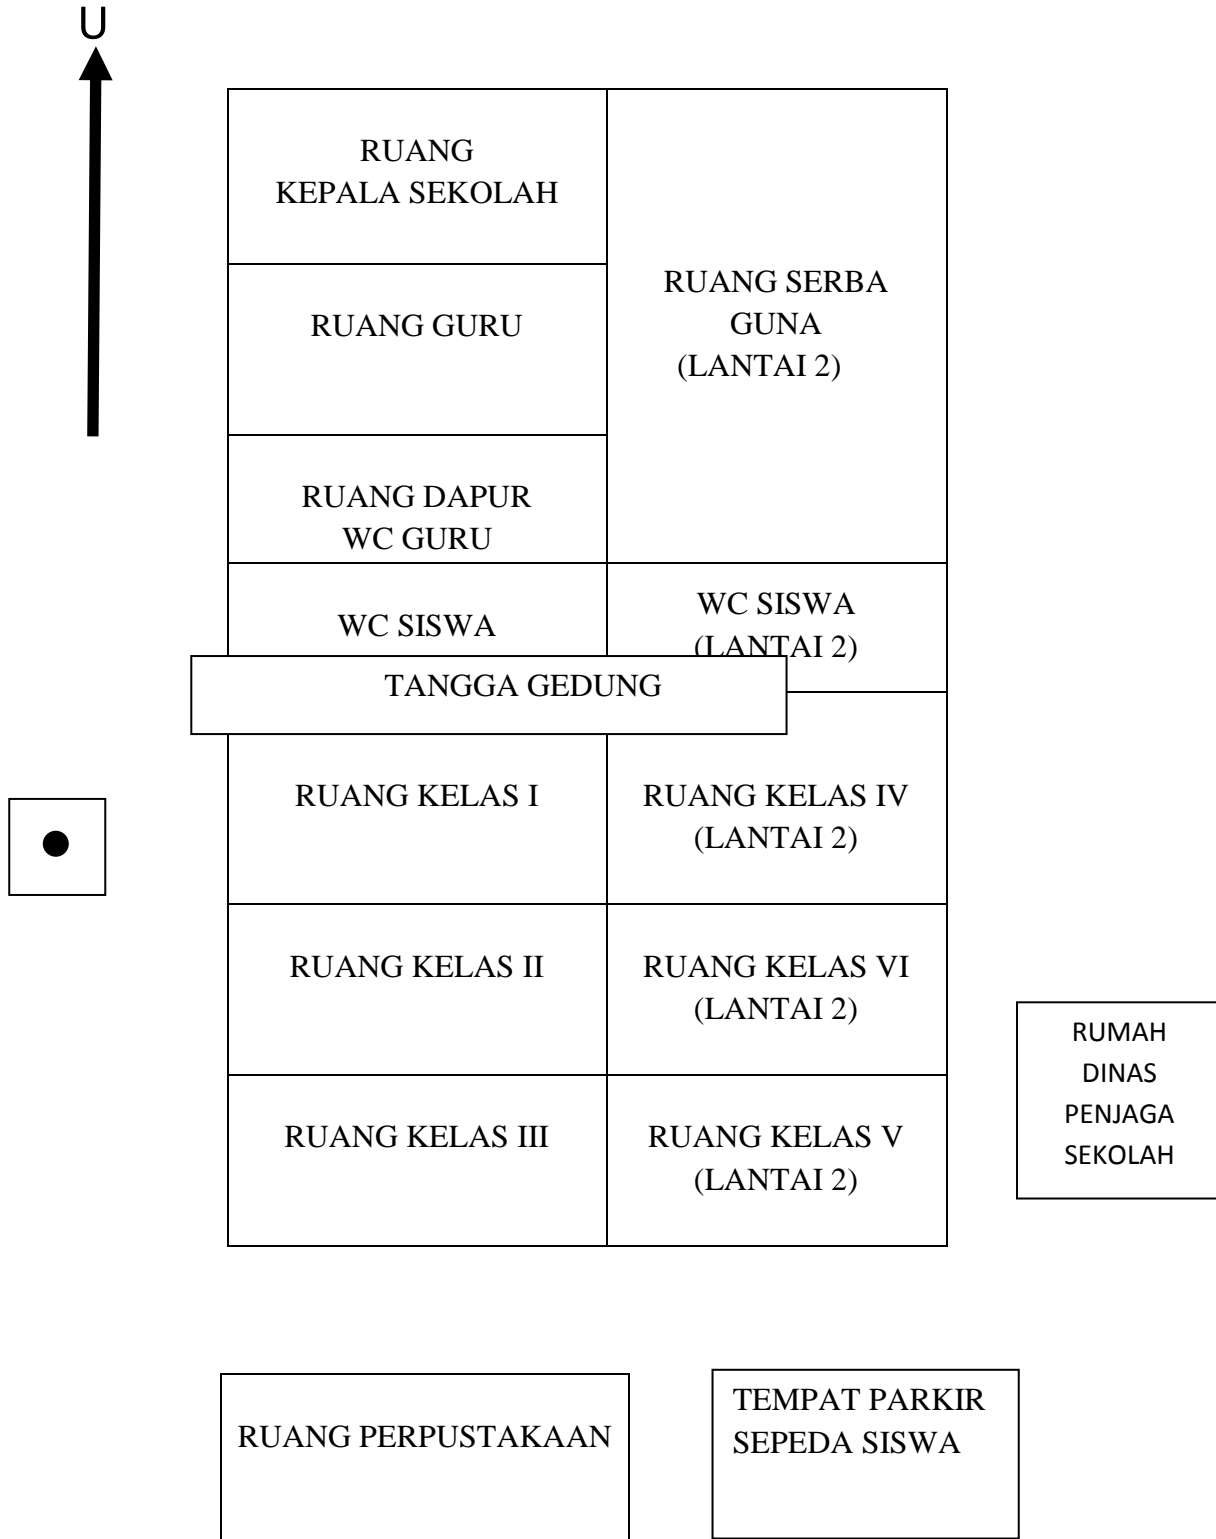 U
RUANG
KEPALA SEKOLAH
RUANG SERBA
GUNA
(LANTAI 2)
RUANG GURU
RUANG DAPUR
WC GURU
WC SISWA
WC SISWA
(LANTAI 2)
TANGGA GEDUNG
RUANG KELAS I
RUANG KELAS IV
(LANTAI 2)
RUANG KELAS II
RUANG KELAS VI
(LANTAI 2)
RUMAH
DINAS
PENJAGA
SEKOLAH
RUANG KELAS III
RUANG KELAS V
(LANTAI 2)
RUANG PERPUSTAKAAN
TEMPAT PARKIR
SEPEDA SISWA